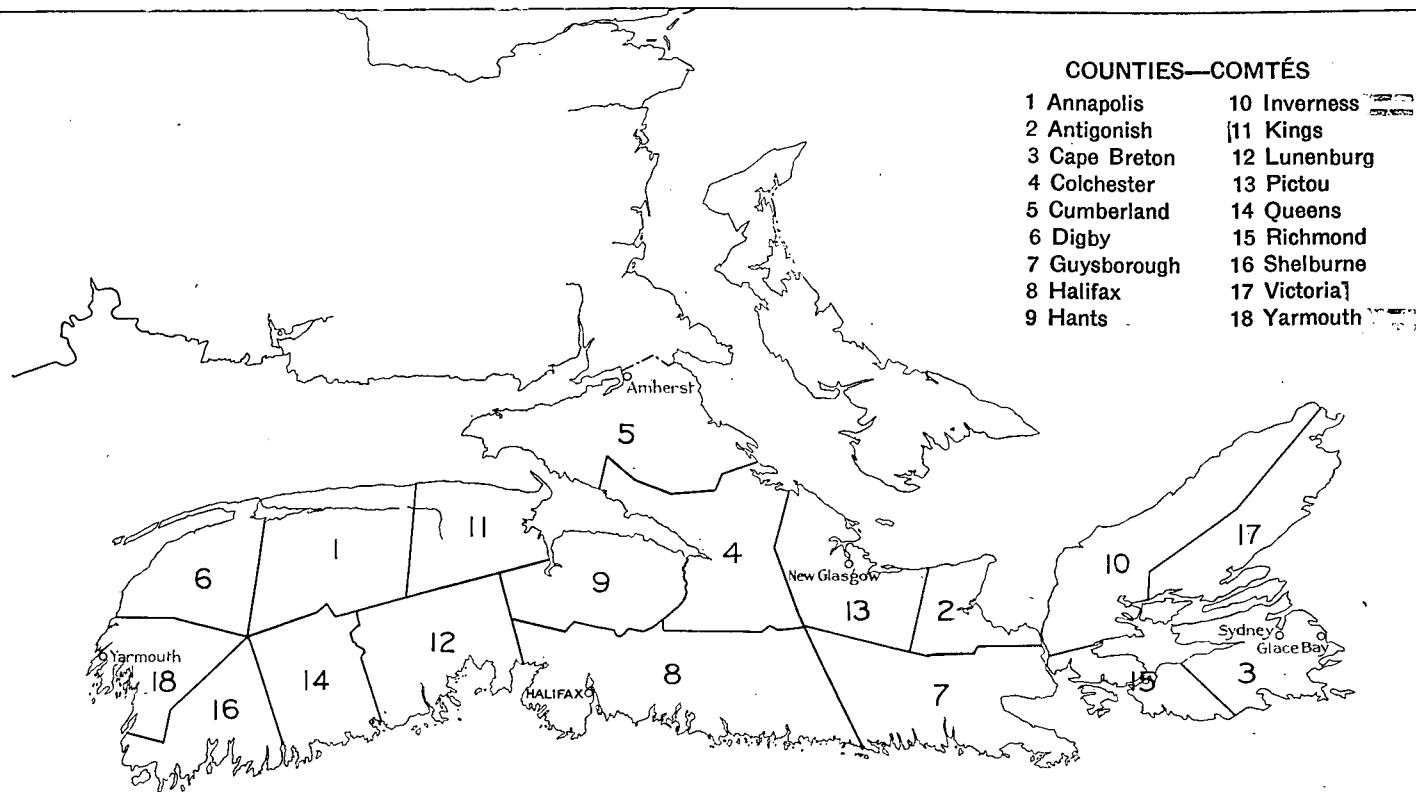 COUNTIES—COMTÉS
1 Annapolis
2 Antigonish
3 Cape Breton
4 Colchester
5 Cumberland
6 Digby
7 Guysborough
8 Halifax
9 Hants
10 Inverness
11 Kings
12 Lunenburg
13 Pictou
14 Queens
15 Richmond
16 Shelburne
17 Victoria
18 Yarmouth
Amherst
5
17
11
1
4
10
6
New Glasgow
9
13
2
Sydney
Glace Bay
12
Yarmouth
18
14
8
3
15
HALIFAX
7
16